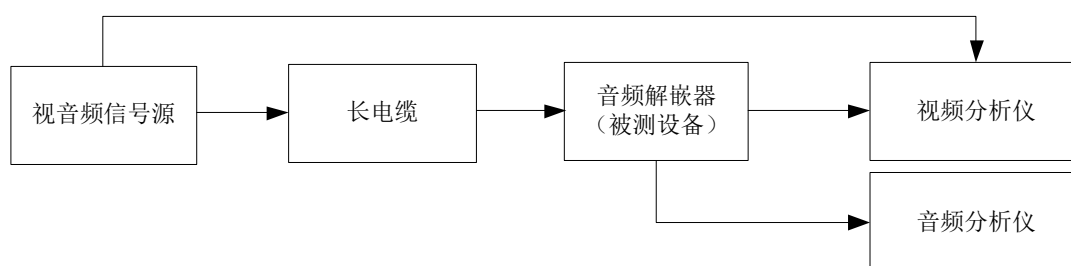 视音频信号源
长电缆
音频解嵌器
（被测设备）
视频分析仪
音频分析仪